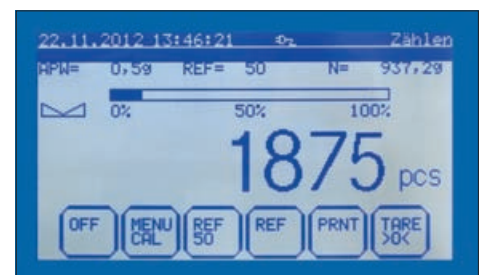 22.11.2012 13:46:21 Zählen
APW= 0,5g REF= 50 N= 937,2g
0% 50% 100%
1875 pcs
OFF MENU CAL REF 50 REF PRNT TARE >0<